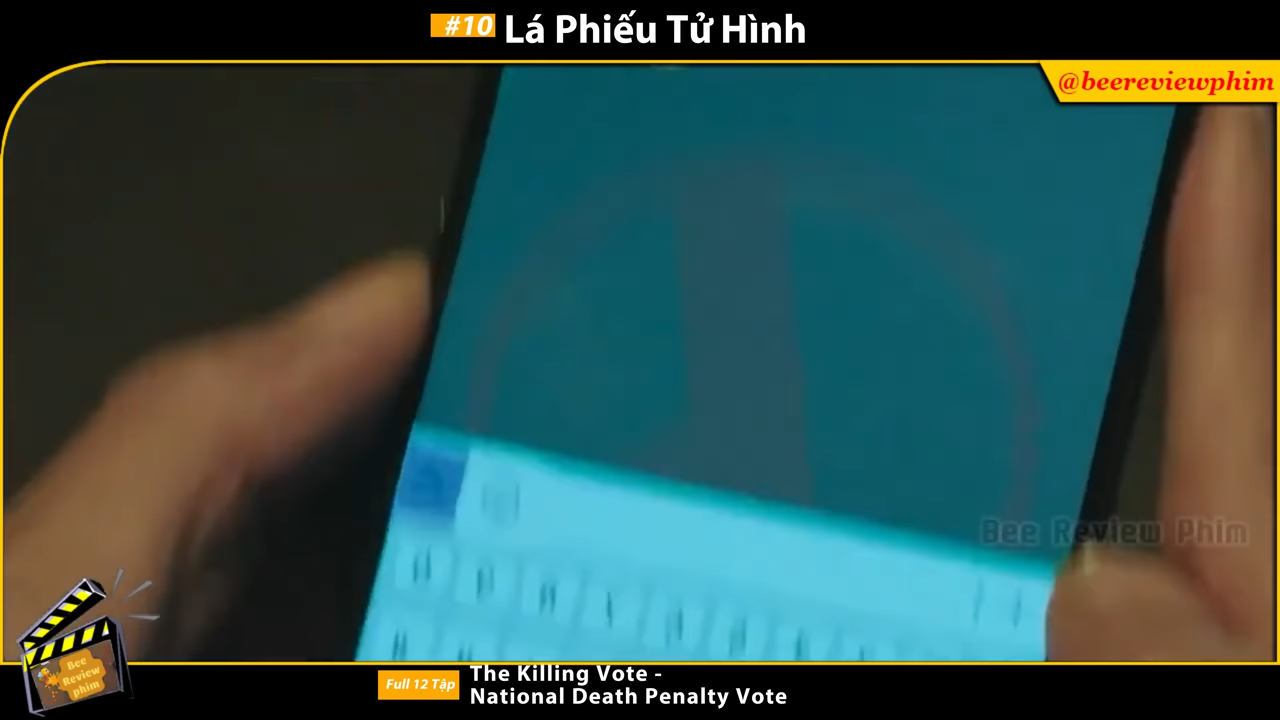 #10 Lá Phiếu Tử Hình
@beereviewphim
Bee Review Phim
Bee
Review
phim
Full 12 Tập
The Killing Vote -
National Death Penalty Vote